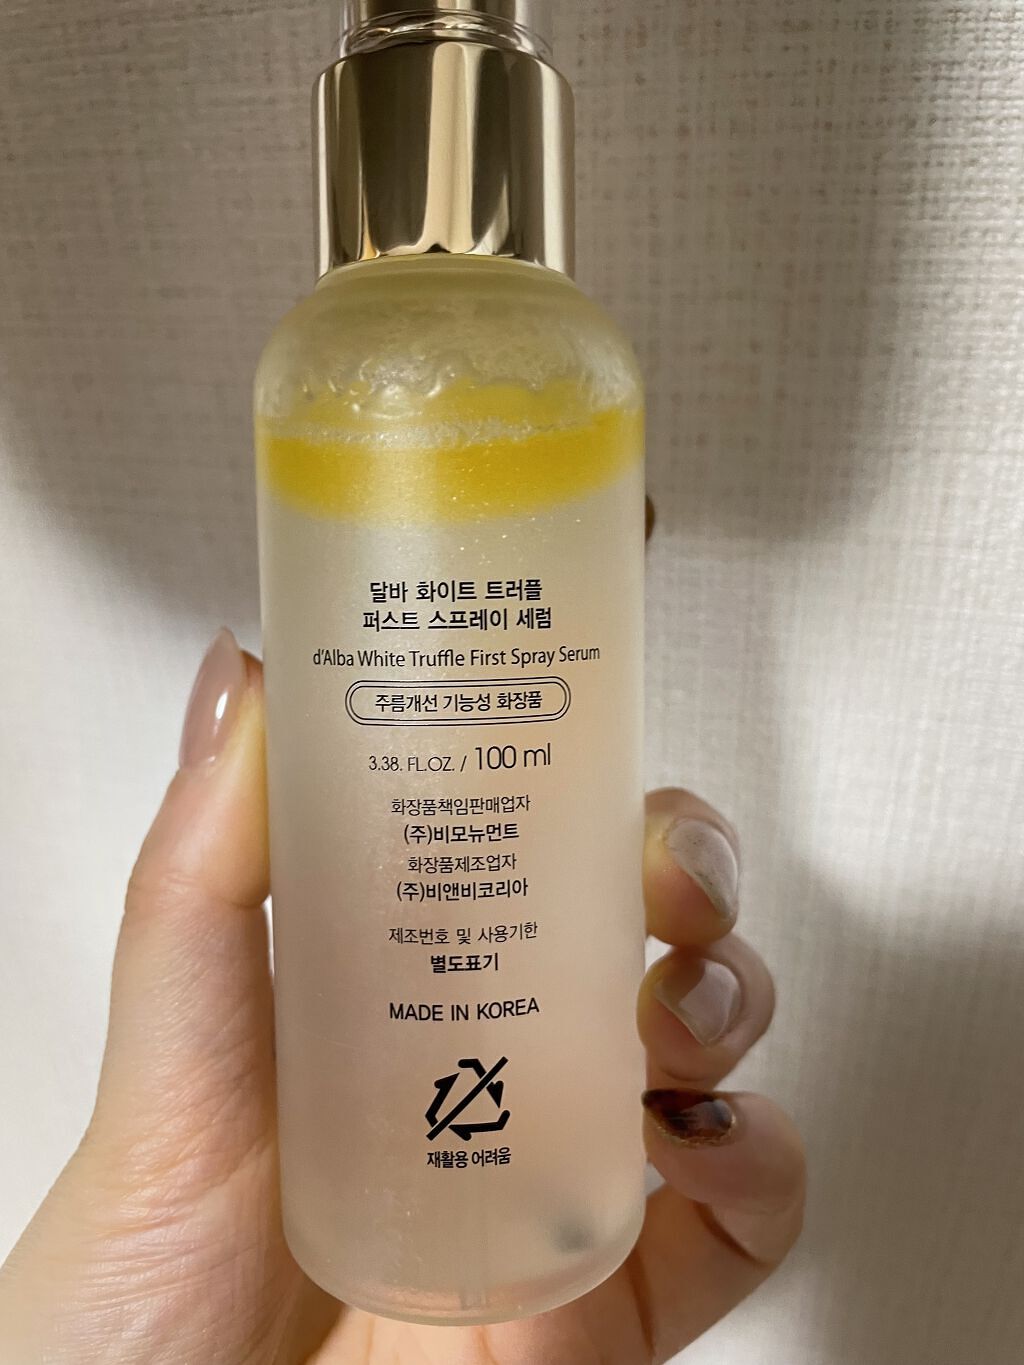 달바 화이트 트러플
퍼스트 스프레이 세럼
d'Alba White Truffle First Spray Serum
주름개선 기능성 화장품
3.38. FL.OZ. / 100 ml
화장품책임판매업자
(주)비모뉴먼트
화장품제조업자
(주)비앤비코리아
제조번호 및 사용기한
별도표기
MADE IN KOREA
재활용 어려움